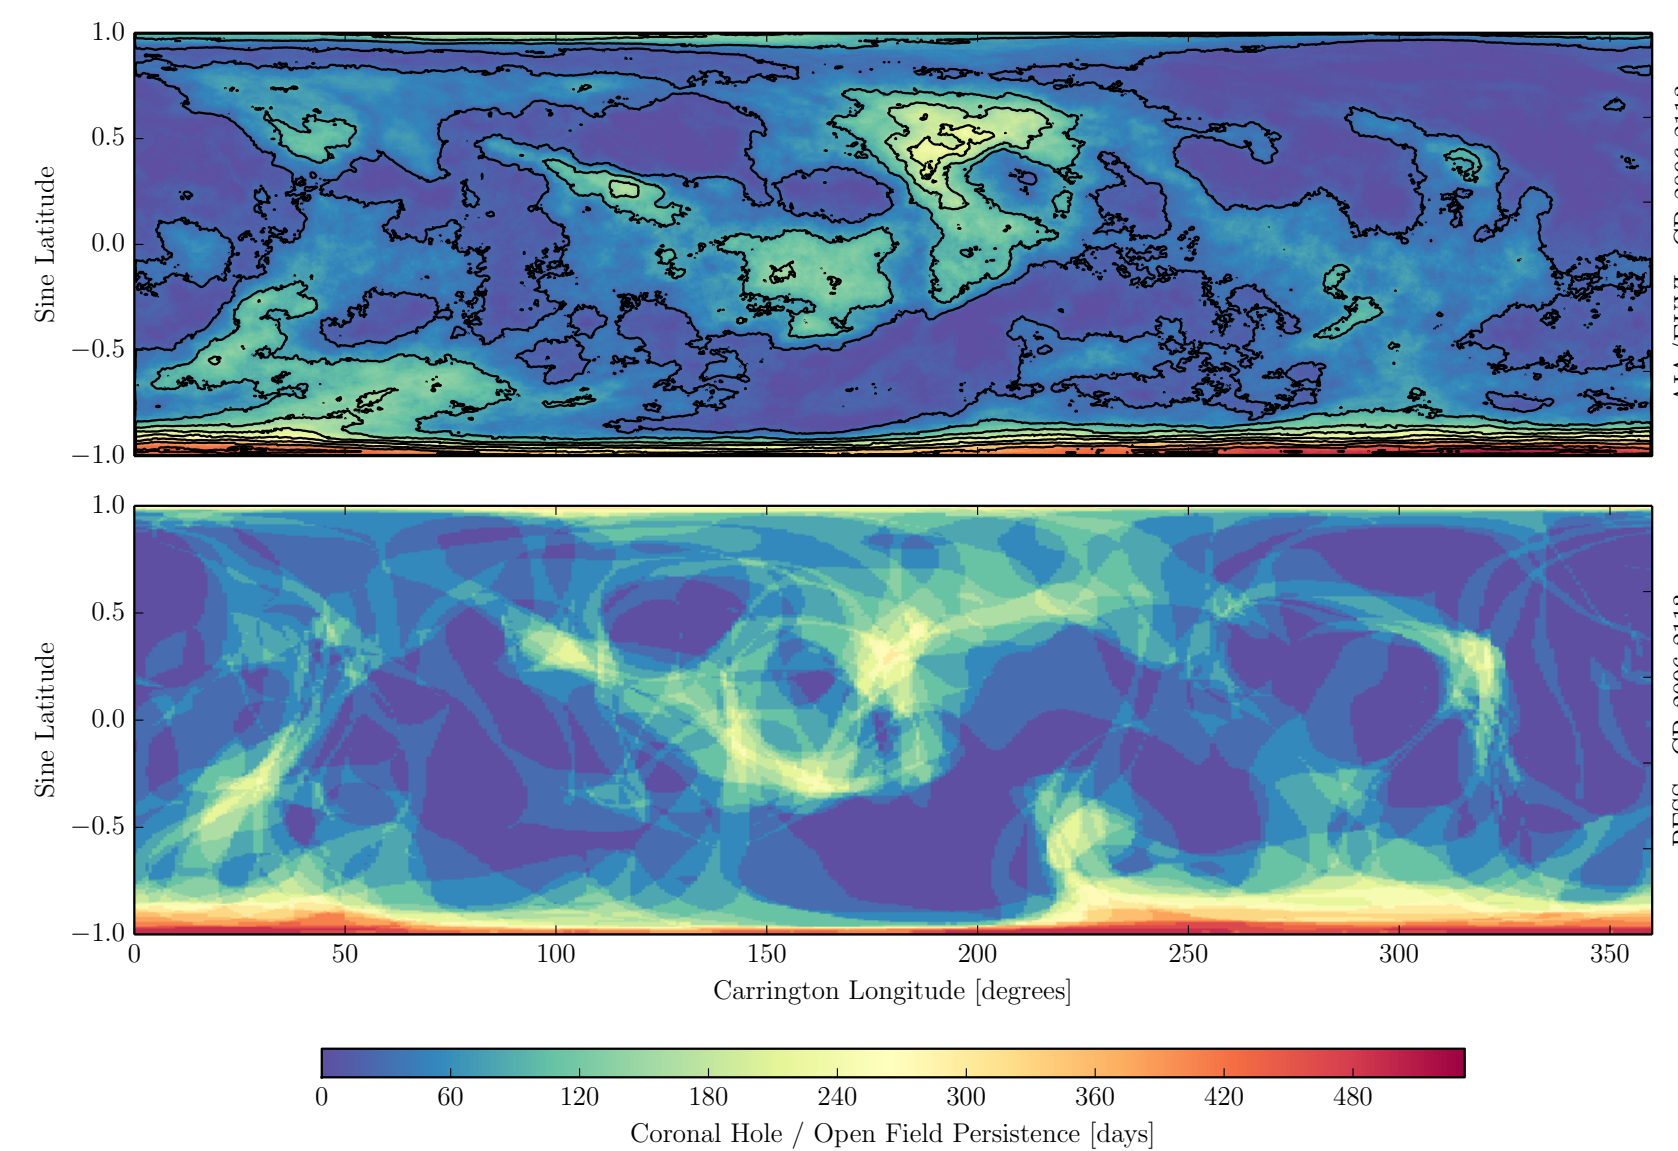 1.0
0.5
0.0
−0.5
−1.0
Sine Latitude
1.0
0.5
0.0
−0.5
−1.0
Sine Latitude
0 50 100 150 200 250 300 350
Carrington Longitude [degrees]
0 60 120 180 240 300 360 420 480
Coronal Hole / Open Field Persistence [days]